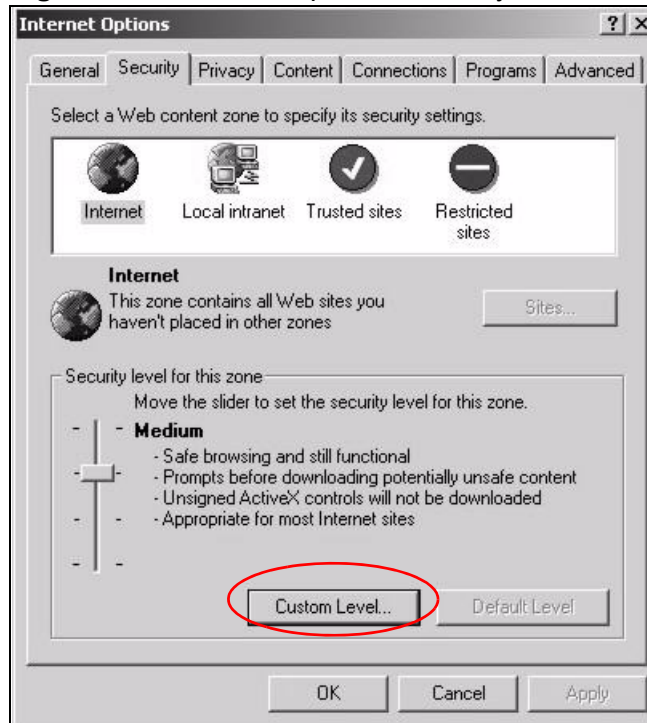 Internet Options
General Security Privacy Content Connections Programs Advanced
Select a Web content zone to specify its security settings.
Internet Local intranet Trusted sites Restricted sites
Internet
This zone contains all Web sites you
haven't placed in other zones
Sites...
Security level for this zone
Move the slider to set the security level for this zone.
Medium
- Safe browsing and still functional
- Prompts before downloading potentially unsafe content
- Unsigned ActiveX controls will not be downloaded
- Appropriate for most Internet sites
Custom Level... Default Level
OK Cancel Apply